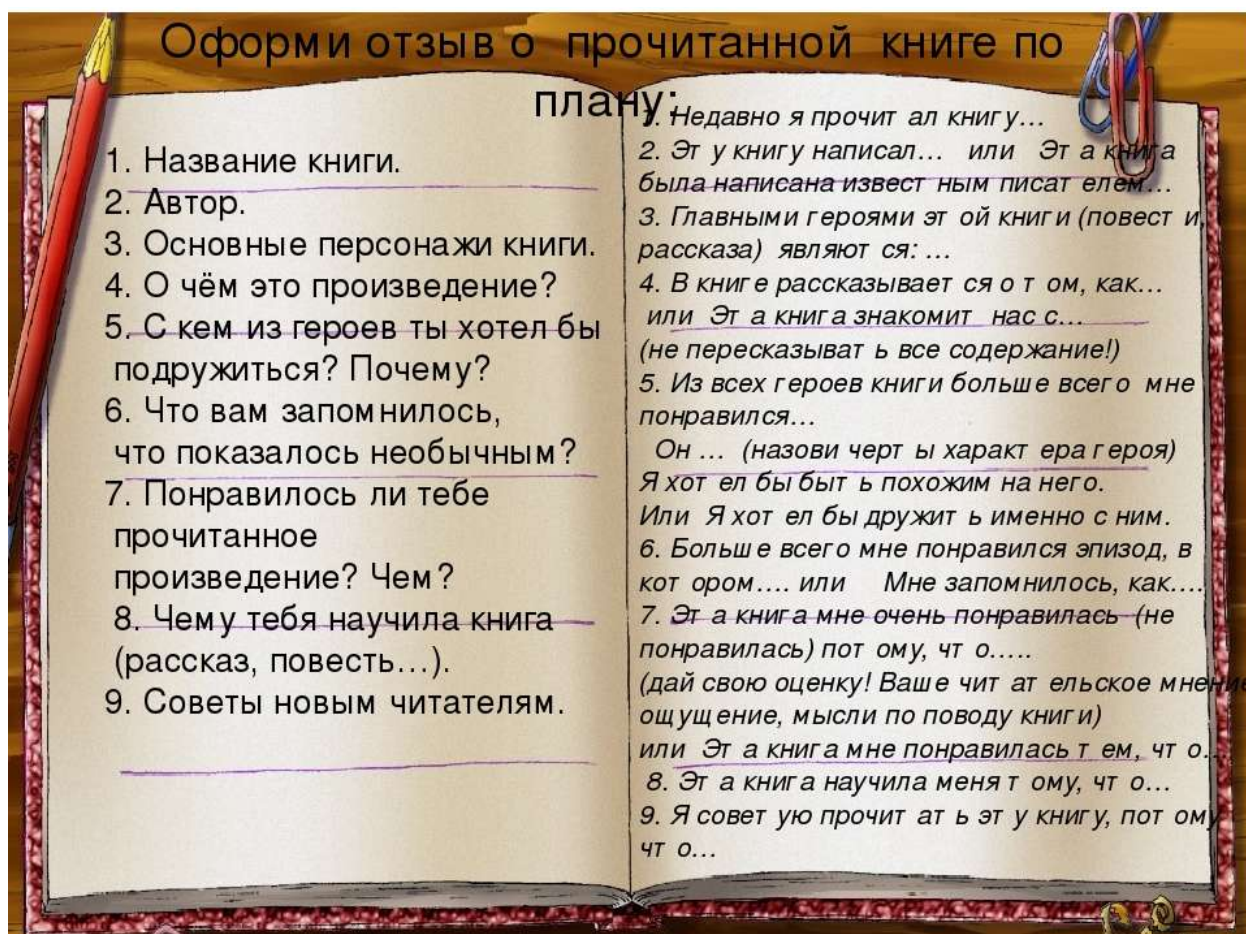 Оформи отзыв о прочитанной книге по
плану:
1. Название книги.
2. Автор.
3. Основные персонажи книги.
4. О чём это произведение?
5. С кем из героев ты хотел бы
подружиться? Почему?
6. Что вам запомнилось,
что показалось необычным?
7. Понравилось ли тебе
прочитанное
произведение? Чем?
8. Чему тебя научила книга
(рассказ, повесть…).
9. Советы новым читателям.
1. Недавно я прочитал книгу…
2. Эту книгу написал… или Эта книга
была написана известным писателем…
3. Главными героями этой книги (повести,
рассказа) являются: …
4. В книге рассказывается о том, как…
или Эта книга знакомит нас с…
(не пересказывать все содержание!)
5. Из всех героев книги больше всего мне
понравился…
Он … (назови черты характера героя)
Я хотел бы быть похожим на него.
Или Я хотел бы дружить именно с ним.
6. Больше всего мне понравился эпизод, в
котором…. или Мне запомнилось, как….
7. Эта книга мне очень понравилась (не
понравилась) потому, что…..
(дай свою оценку! Ваше читательское мнение
ощущение, мысли по поводу книги)
или Эта книга мне понравилась тем, что…
8. Эта книга научила меня тому, что…
9. Я советую прочитать эту книгу, потому
что…